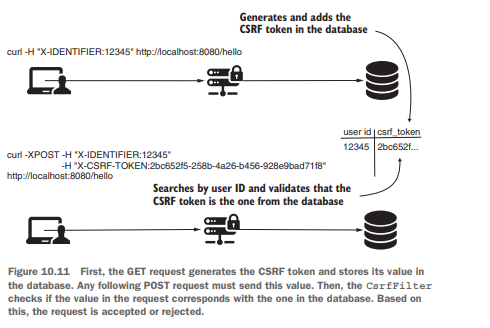 Generates and adds the
CSRF token in the database
curl -H "X-IDENTIFIER:12345" http://localhost:8080/hello
user id csrf_token
12345 2bc652f...
curl -XPOST -H "X-IDENTIFIER:12345"
-H "X-CSRF-TOKEN:2bc652f5-258b-4a26-b456-928e9bad71f8"
http://localhost:8080/hello
Searches by user ID and validates that the
CSRF token is the one from the database
Figure 10.11 First, the GET request generates the CSRF token and stores its value in
the database. Any following POST request must send this value. Then, the CsrfFilter
checks if the value in the request corresponds with the one in the database. Based on
this, the request is accepted or rejected.